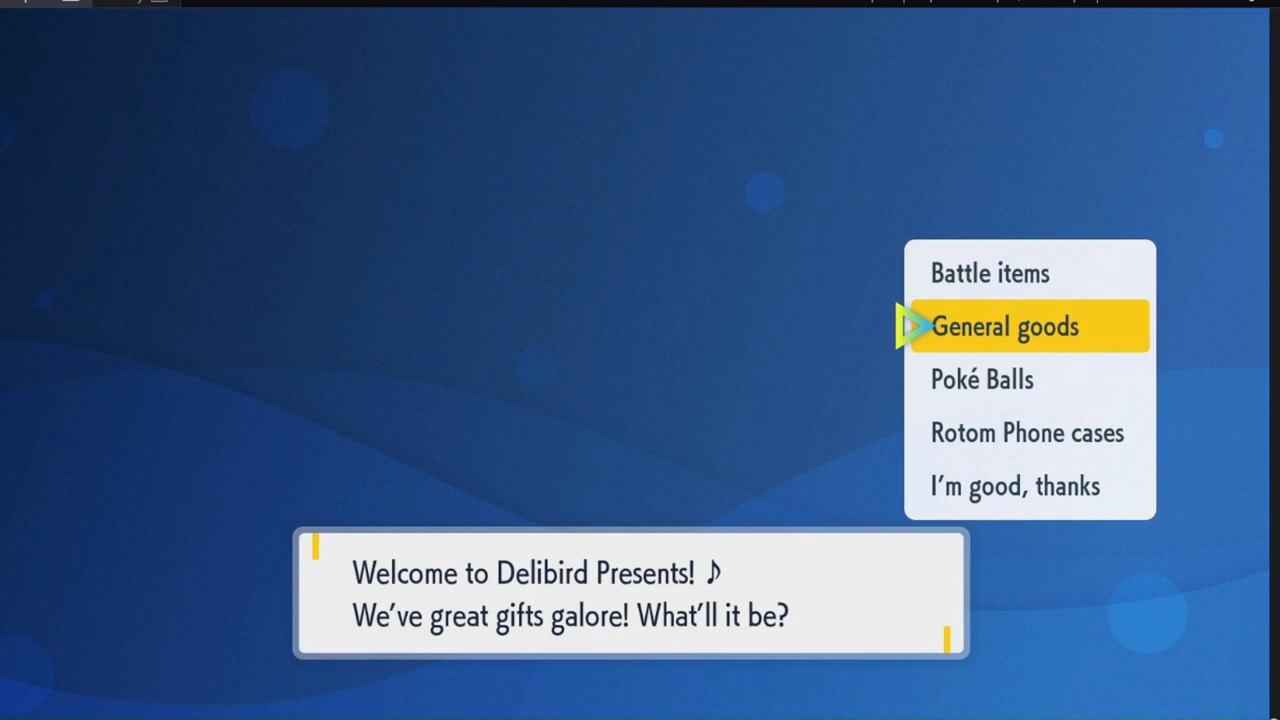 Battle items
General goods
Poké Balls
Rotom Phone cases
I'm good, thanks
Welcome to Delibird Presents! ♪
We've great gifts galore! What'll it be?